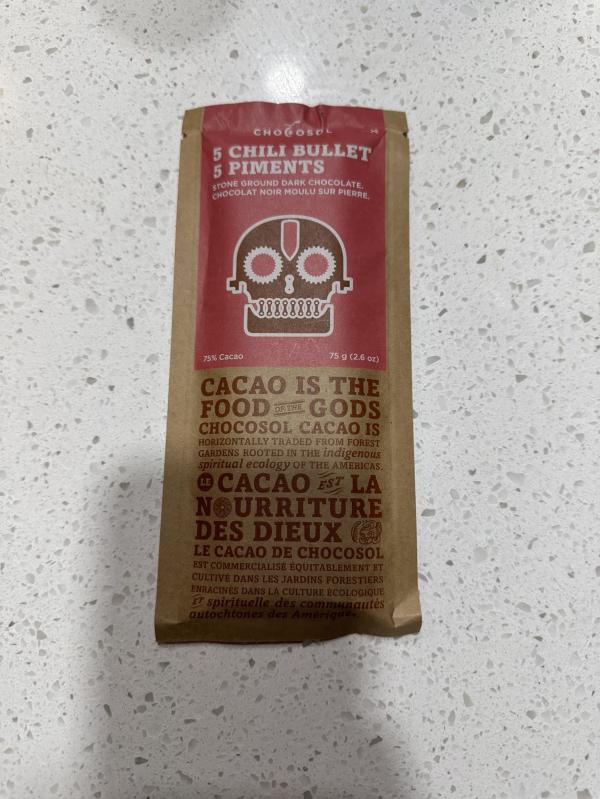 CHOCOSOL
5 CHILI BULLET
5 PIMENTS
STONE GROUND DARK CHOCOLATE.
CHOCOLAT NOIR MOULU SUR PIERRE.
75% Cacao 75 g (2.6 oz)
CACAO IS THE
FOOD OF THE GODS
CHOCOSOL CACAO IS
HORIZONTALLY TRADED FROM FOREST
GARDENS ROOTED IN THE indigenous
spiritual ecology OF THE AMERICAS.
LE CACAO EST LA
NOURRITURE
DES DIEUX
LE CACAO DE CHOCOSOL
EST COMMERCIALISÉ ÉQUITABLEMENT ET
CULTIVÉ DANS LES JARDINS FORESTIERS
ENRACINÉS DANS LA CULTURE ÉCOLOGIQUE
ET spirituelle des communautés
autochtones des Amériques.